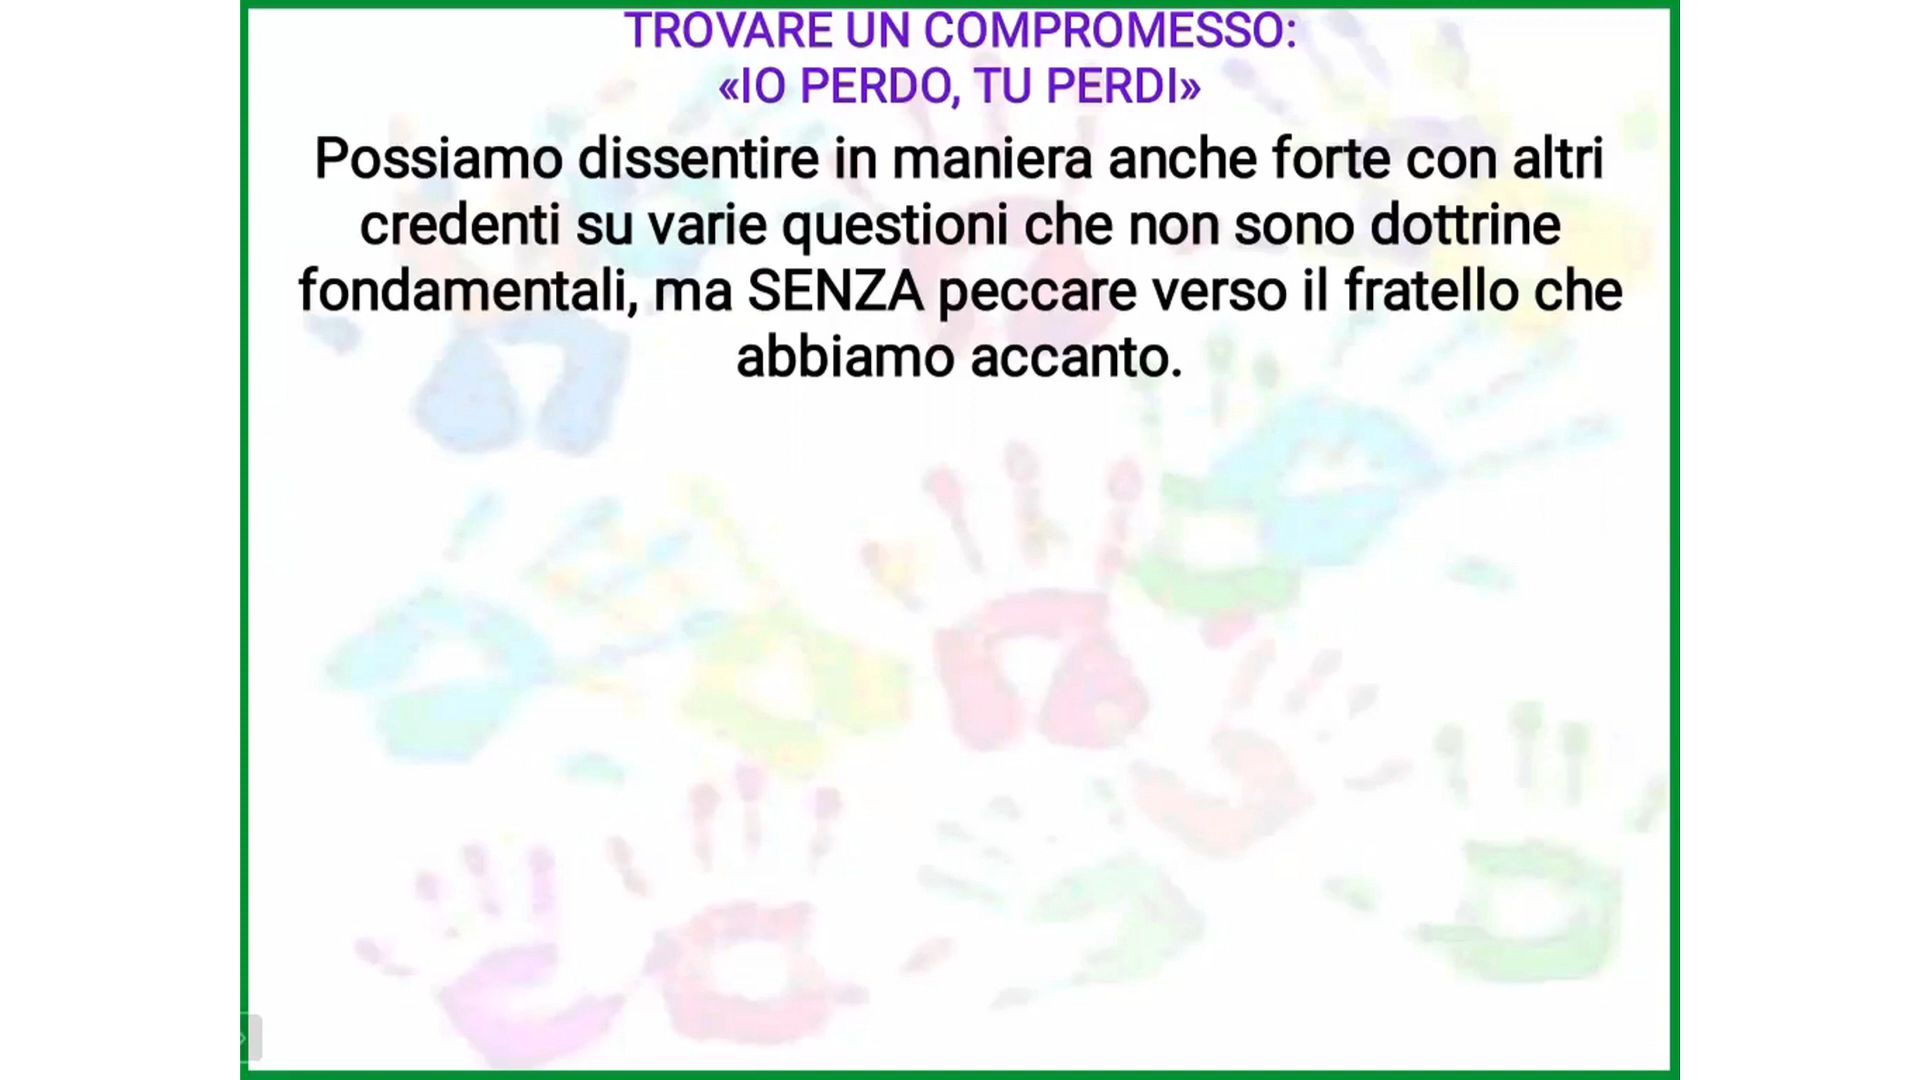 TROVARE UN COMPROMESSO:
«IO PERDO, TU PERDI»
Possiamo dissentire in maniera anche forte con altri
credenti su varie questioni che non sono dottrine
fondamentali, ma SENZA peccare verso il fratello che
abbiamo accanto.